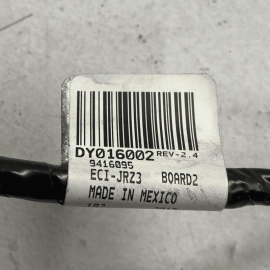 DY016002 REV-2.4
9416095
ECI-JRZ3 BOARD2
MADE IN MEXICO